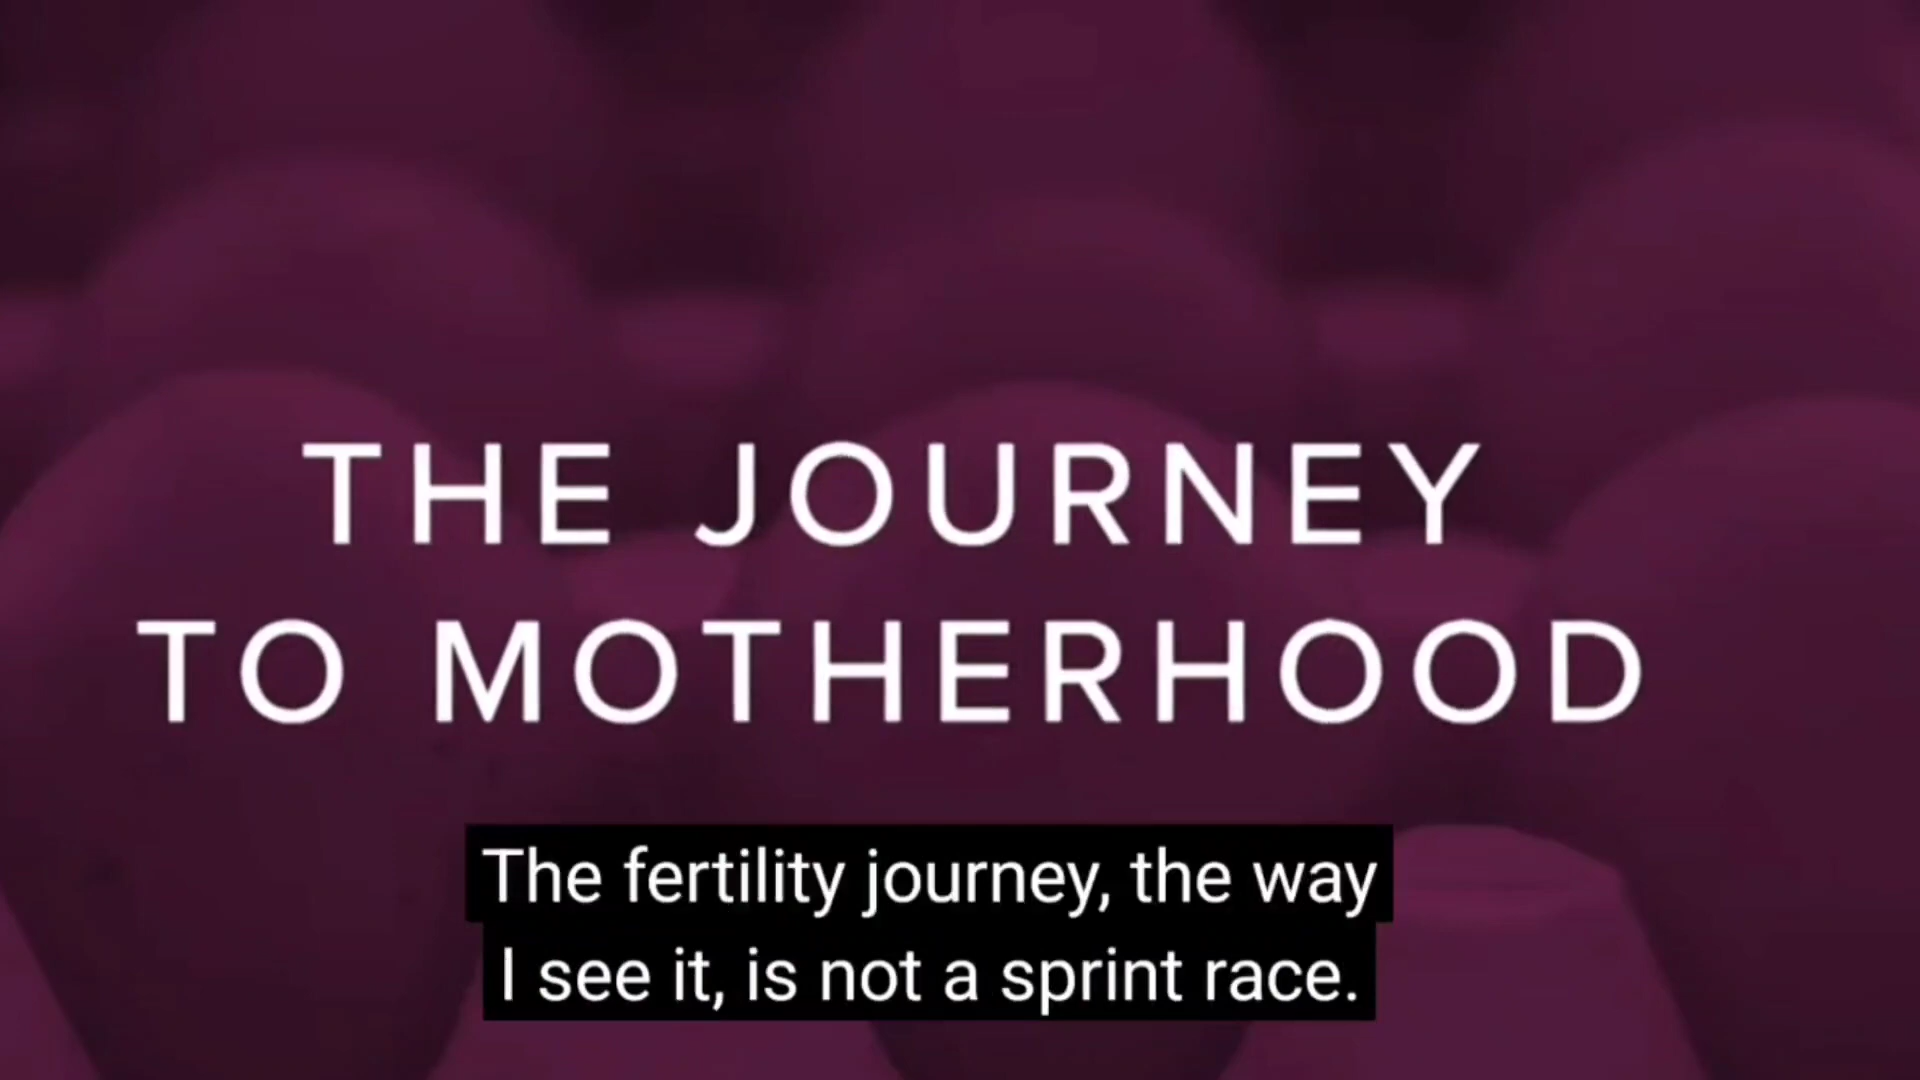 THE JOURNEY
TO MOTHERHOOD
The fertility journey, the way
I see it, is not a sprint race.